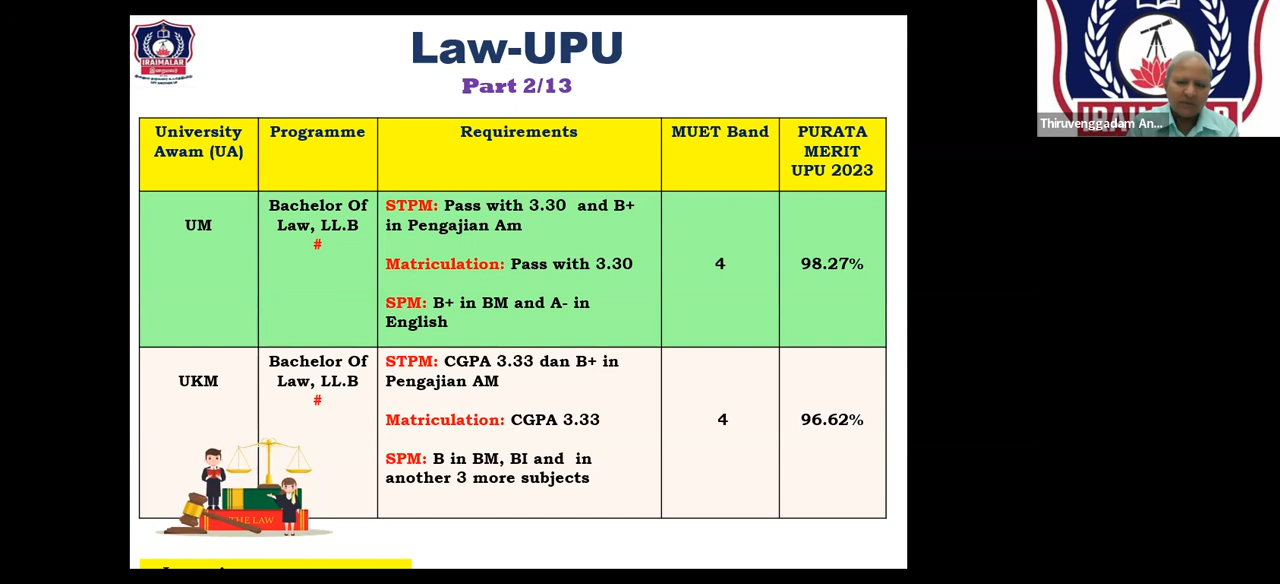 IRAIMALAR
இறைமலர்
Law-UPU
Part 2/13
University Awam (UA)
Programme
Requirements
MUET Band
PURATA MERIT UPU 2023
UM
Bachelor Of Law, LL.B
#
STPM: Pass with 3.30 and B+
in Pengajian Am
Matriculation: Pass with 3.30
SPM: B+ in BM and A- in
English
4
98.27%
UKM
Bachelor Of Law, LL.B
#
STPM: CGPA 3.33 dan B+ in
Pengajian AM
Matriculation: CGPA 3.33
SPM: B in BM, BI and in
another 3 more subjects
4
96.62%
THE LAW
IRAIMALAR
Thiruvenggadam An...